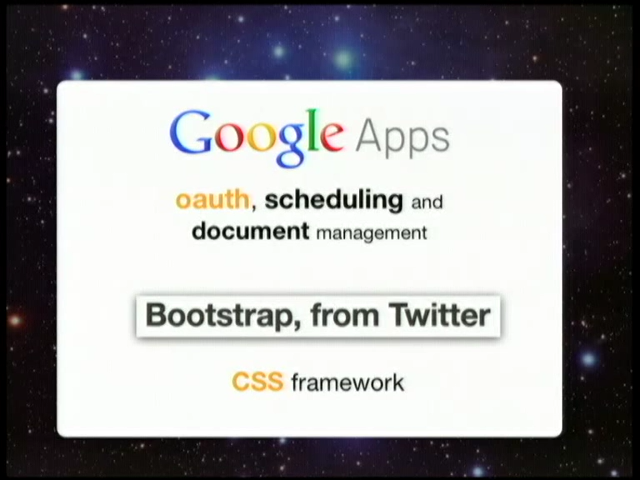 Google Apps
oauth, scheduling and
document management
Bootstrap, from Twitter
CSS framework